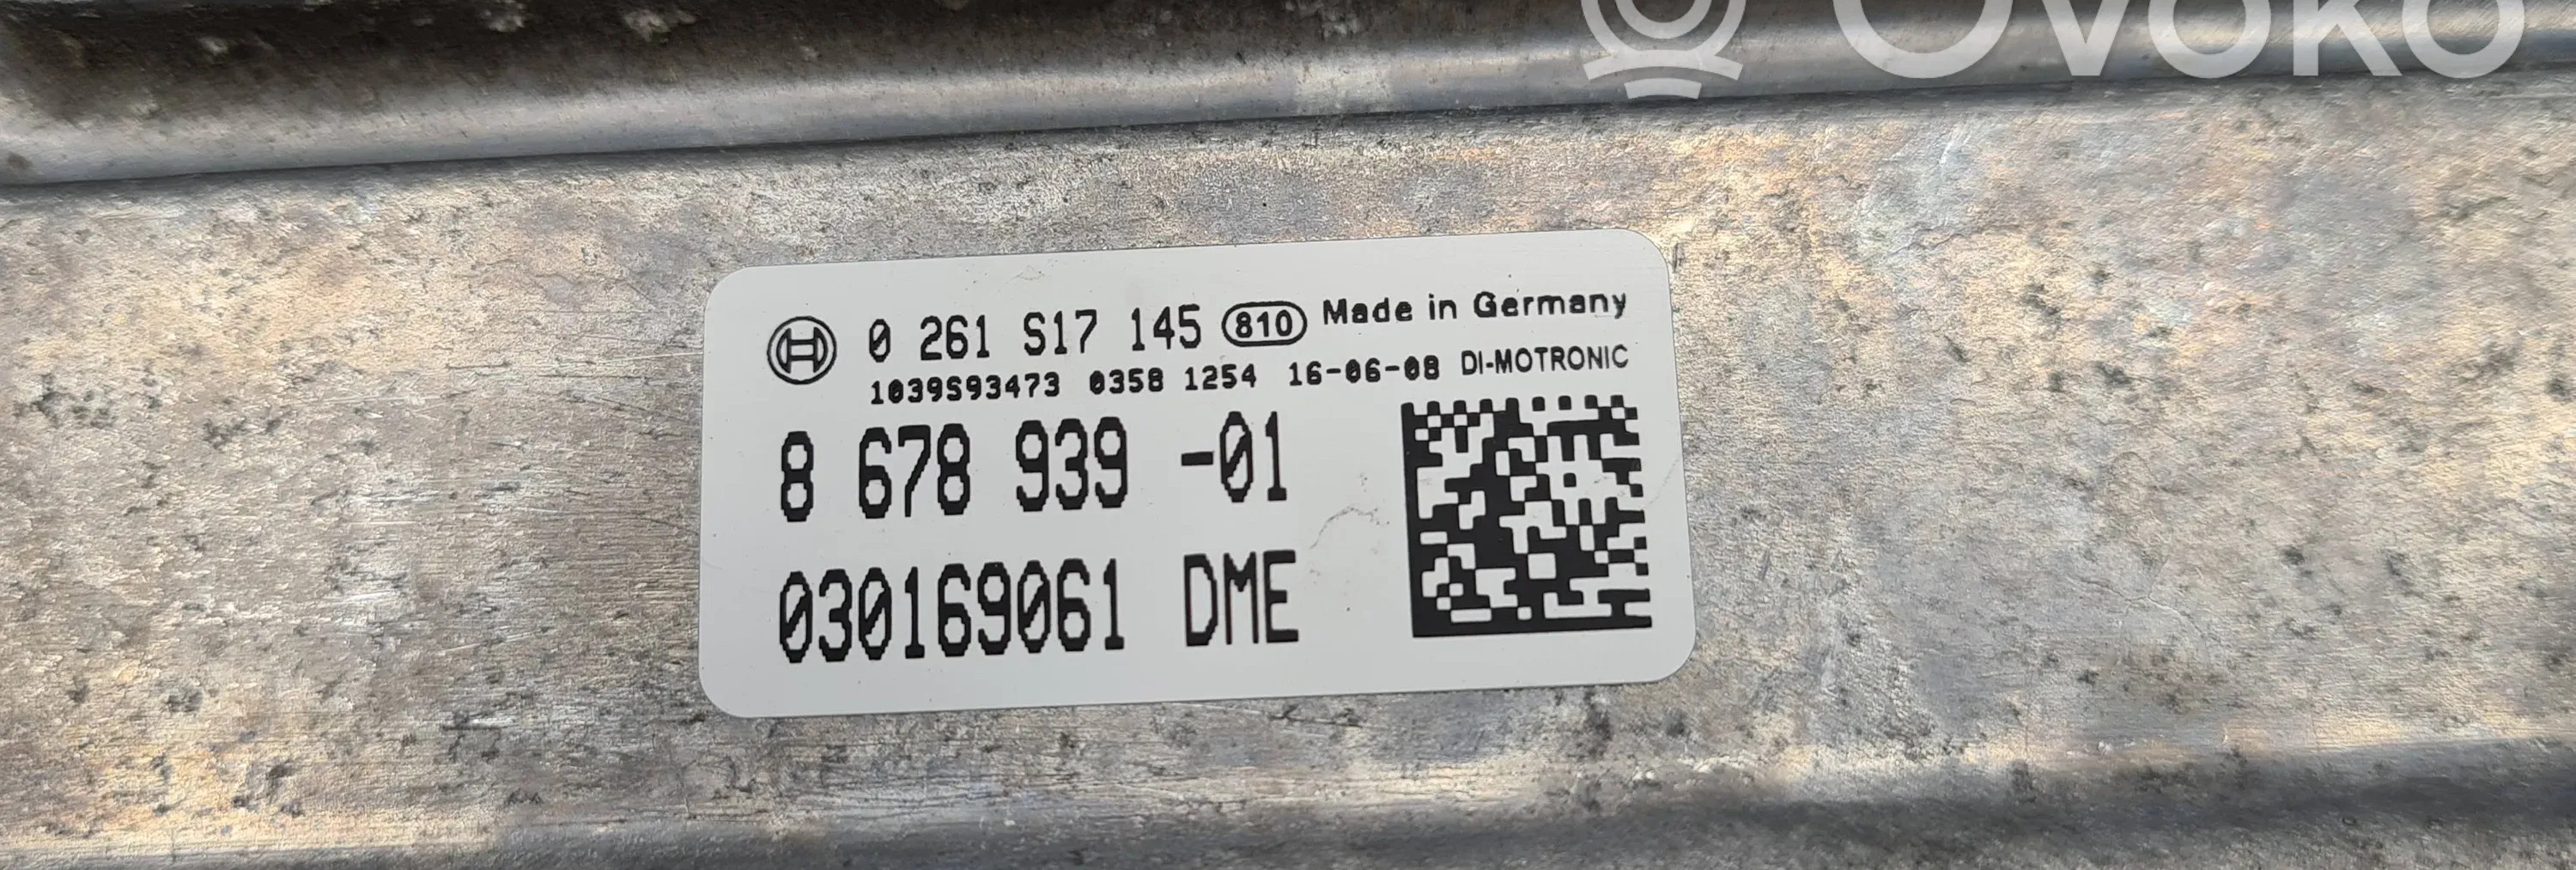 Ovoko
0 261 S17 145 810 Made in Germany
1039S93473 0358 1254 16-06-08 DI-MOTRONIC
8 678 939 -01
030169061 DME